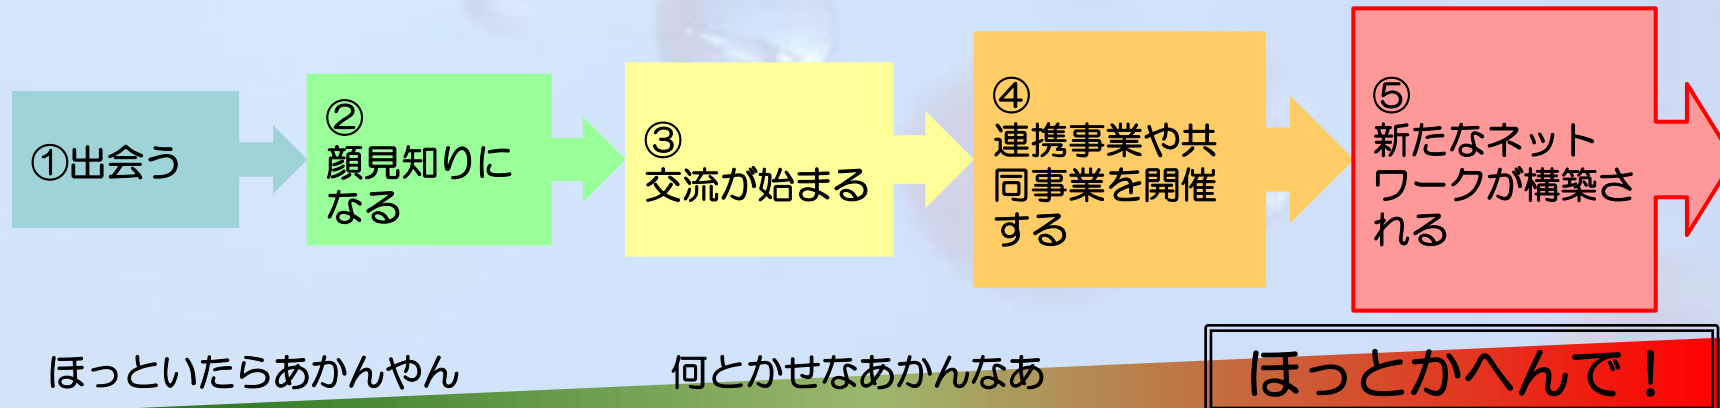 ①出会う
②
顔見知りに
なる
③
交流が始まる
④
連携事業や共
同事業を開催
する
⑤
新たなネット
ワークが構築さ
れる
ほっといたらあかんやん
何とかせなあかんなあ
ほっとかへんで！